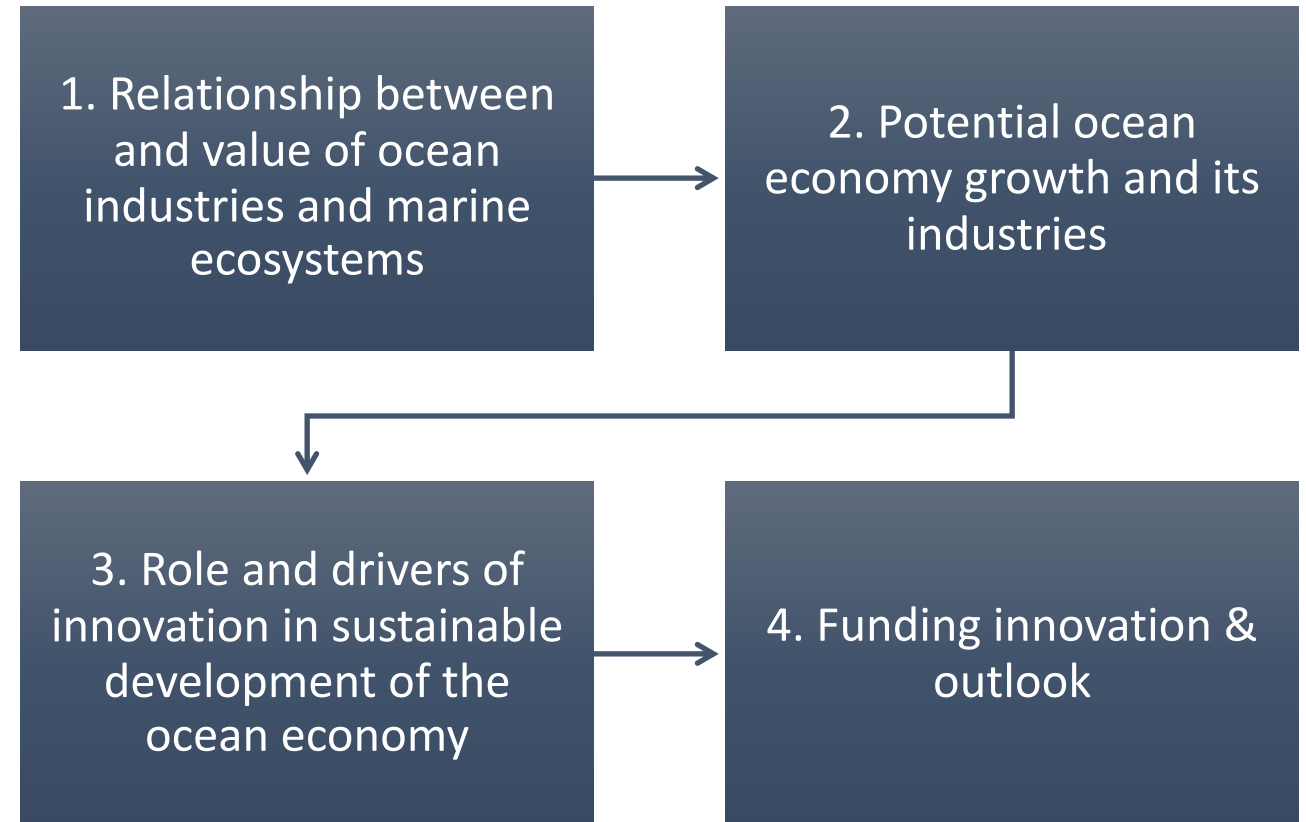 1. Relationship between
and value of ocean
industries and marine
ecosystems
2. Potential ocean
economy growth and its
industries
3. Role and drivers of
innovation in sustainable
development of the
ocean economy
4. Funding innovation &
outlook